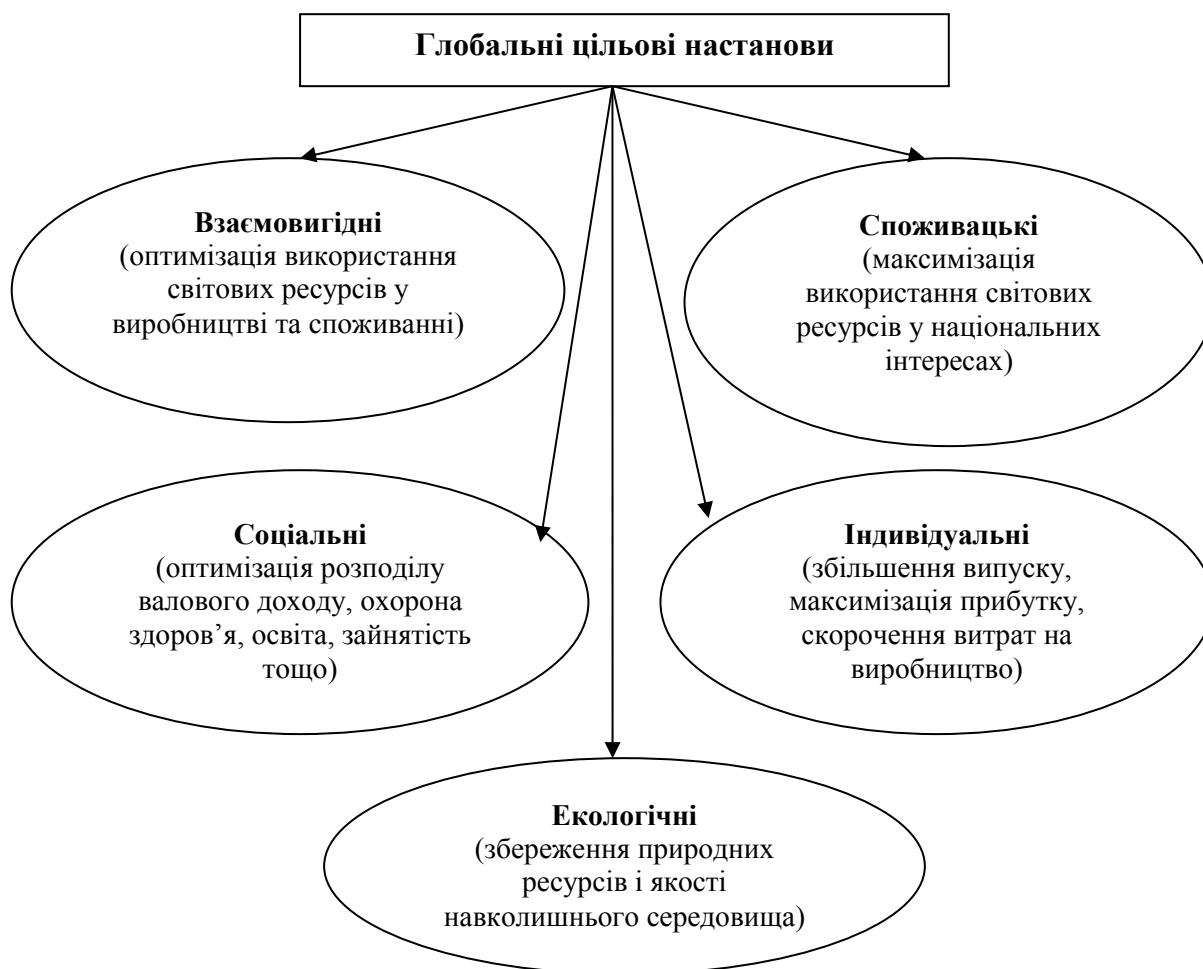 Глобальні цільові настанови
Взаємовигідні
(оптимізація використання
світових ресурсів у
виробництві та споживанні)
Споживацькі
(максимізація
використання світових
ресурсів у національних
інтересах)
Соціальні
(оптимізація розподілу
валового доходу, охорона
здоров’я, освіта, зайнятість
тощо)
Індивідуальні
(збільшення випуску,
максимізація прибутку,
скорочення витрат на
виробництво)
Екологічні
(збереження природних
ресурсів і якості
навколишнього середовища)